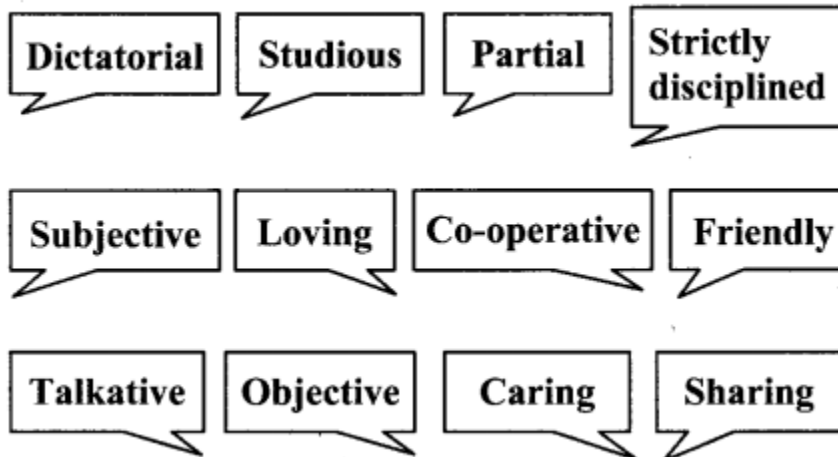 Dictatorial Studious Partial Strictly disciplined
Subjective Loving Co-operative Friendly
Talkative Objective Caring Sharing